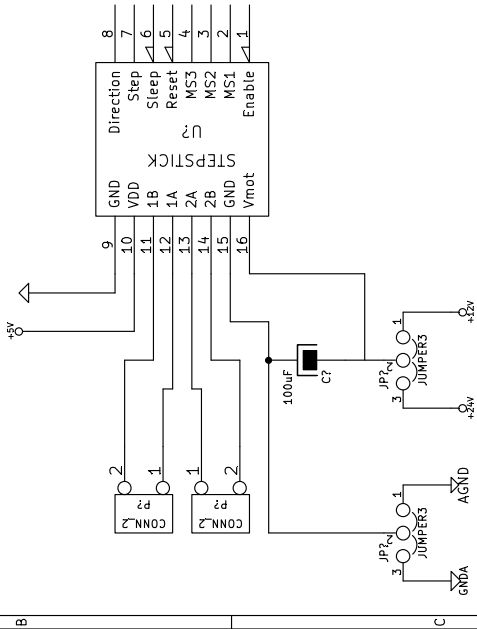 8
7
6
5
4
3
2
1
Direction
Step
Sleep
Reset
MS3
MS2
MS1
Enable
U?
STEPSTICK
GND
VDD
1B
1A
2A
2B
GND
Vmot
9
10
11
12
13
14
15
16
+5V
100uF
C?
1
+12V
JP?
2
JUMPER3
3
+24V
2
1
CONN_2
P?
1
2
CONN_2
P?
1
AGND
JP?
2
JUMPER3
3
GNDA
B
C